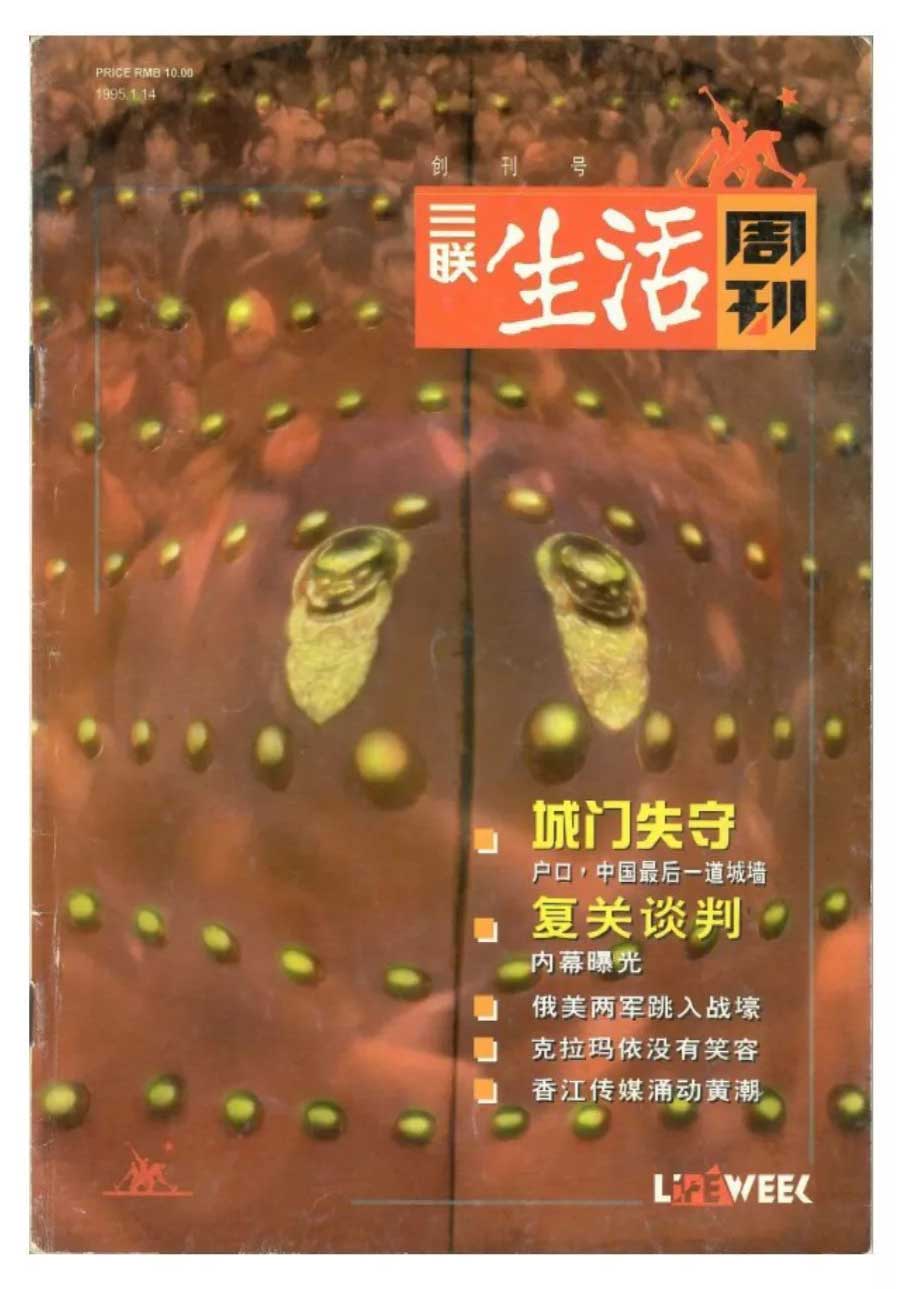 PRICE RMB 10.00
1995.1.14
创刊号
三联生活周刊
城门失守
户口，中国最后一道城墙
复关谈判
内幕曝光
俄美两军跳入战壕
克拉玛依没有笑容
香江传媒涌动黄潮
LIFEWEEK